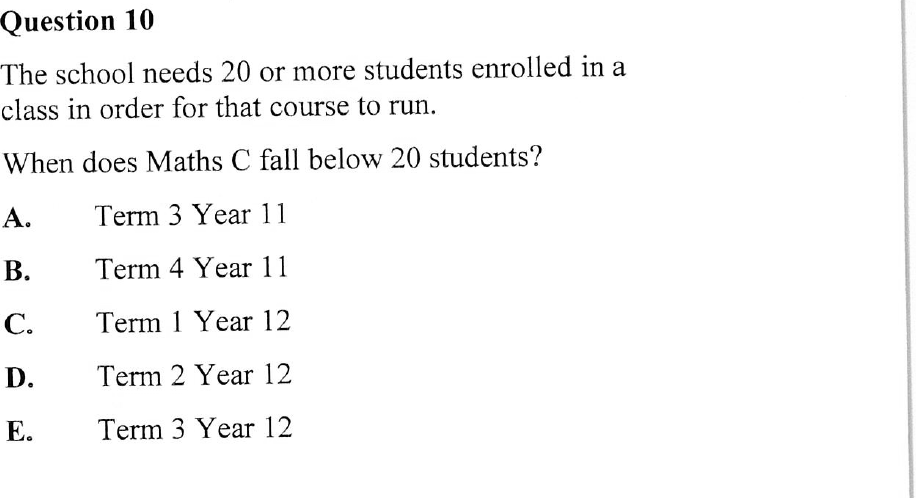 Question 10
The school needs 20 or more students enrolled in a
class in order for that course to run.
When does Maths C fall below 20 students?
A. Term 3 Year 11
B. Term 4 Year 11
C. Term 1 Year 12
D. Term 2 Year 12
E. Term 3 Year 12